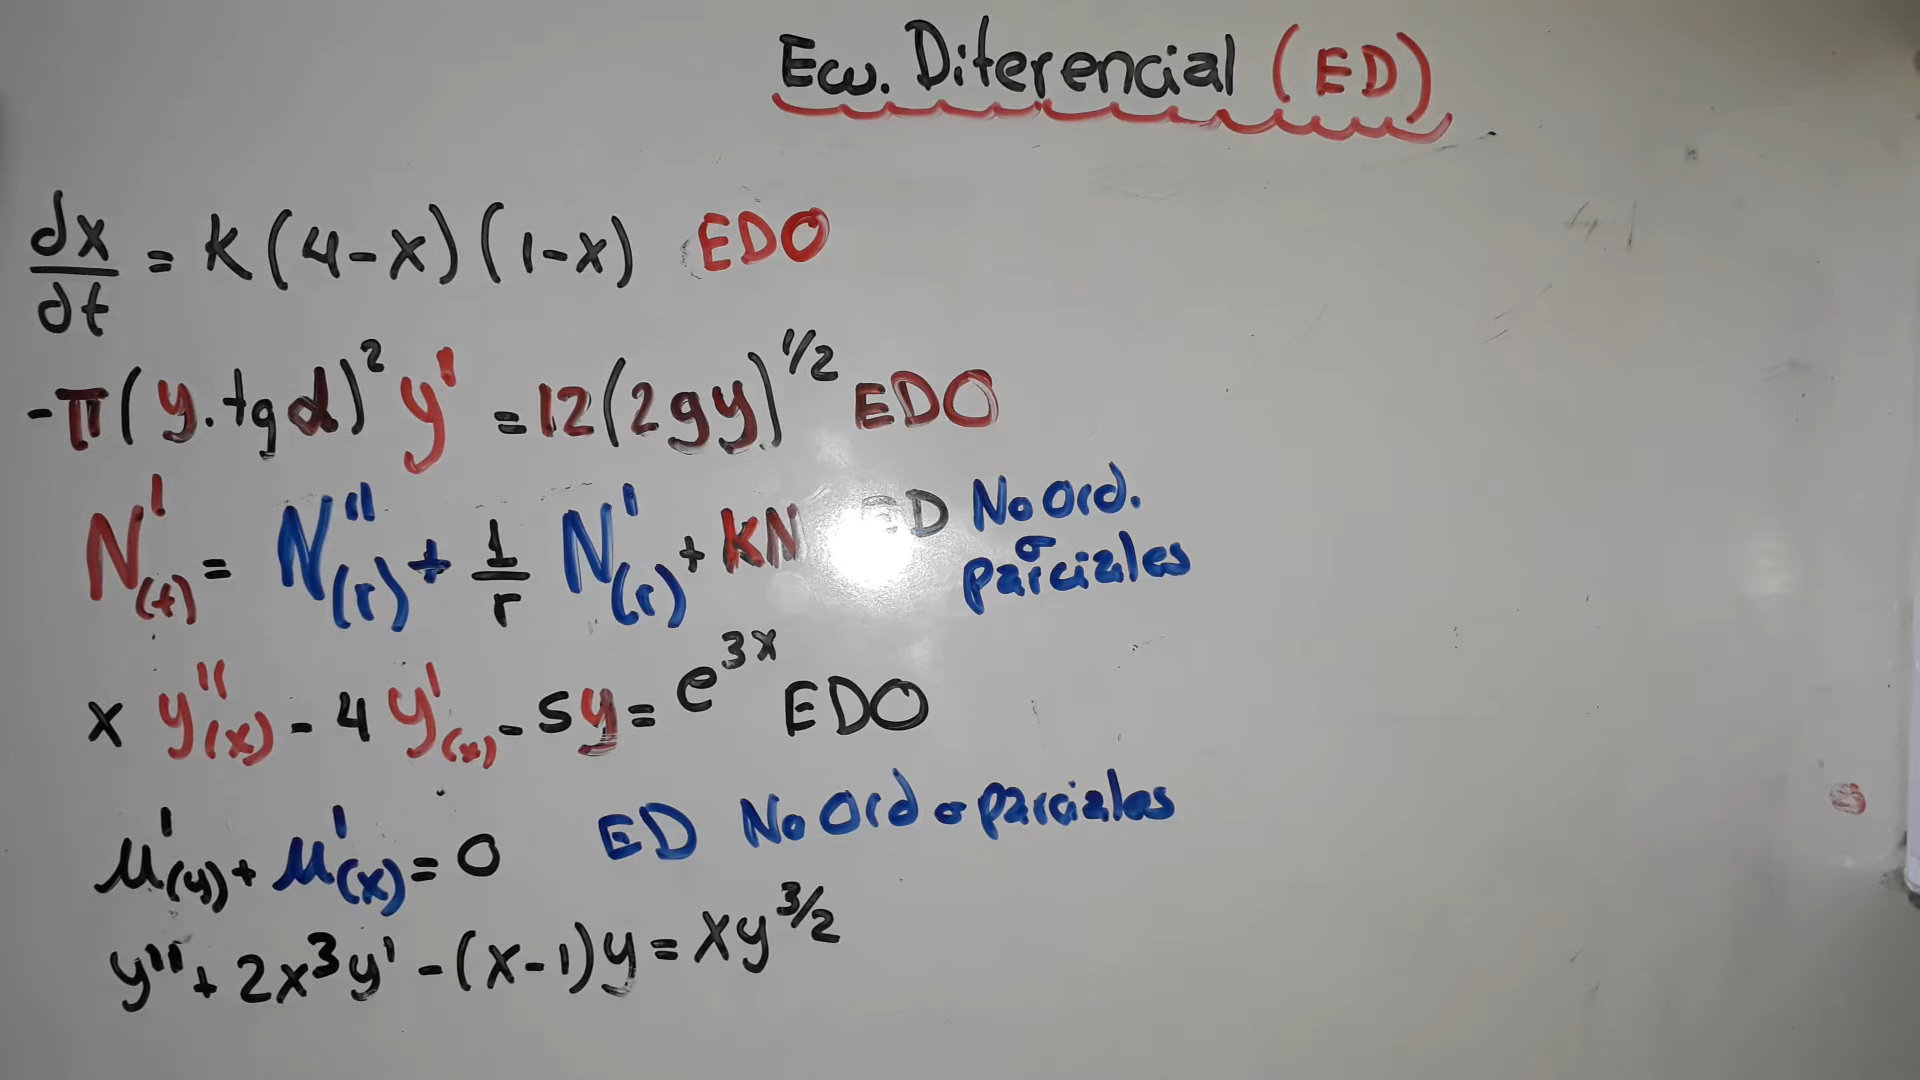 Ecu. Diferencial (ED)
dx/dt = K(4-x)(1-x) EDO
-π(y.tgα)² y' = 12(2gy)^1/2 EDO
N'(t) = N''(r) + 1/r N'(r) + KN ED No Ord. o parciales
x y''(x) - 4 y'(x) - 5y = e^3x EDO
μ'(y) + μ'(x) = 0 ED No Ord o parciales
y''' + 2x³y' - (x-1)y = xy^3/2